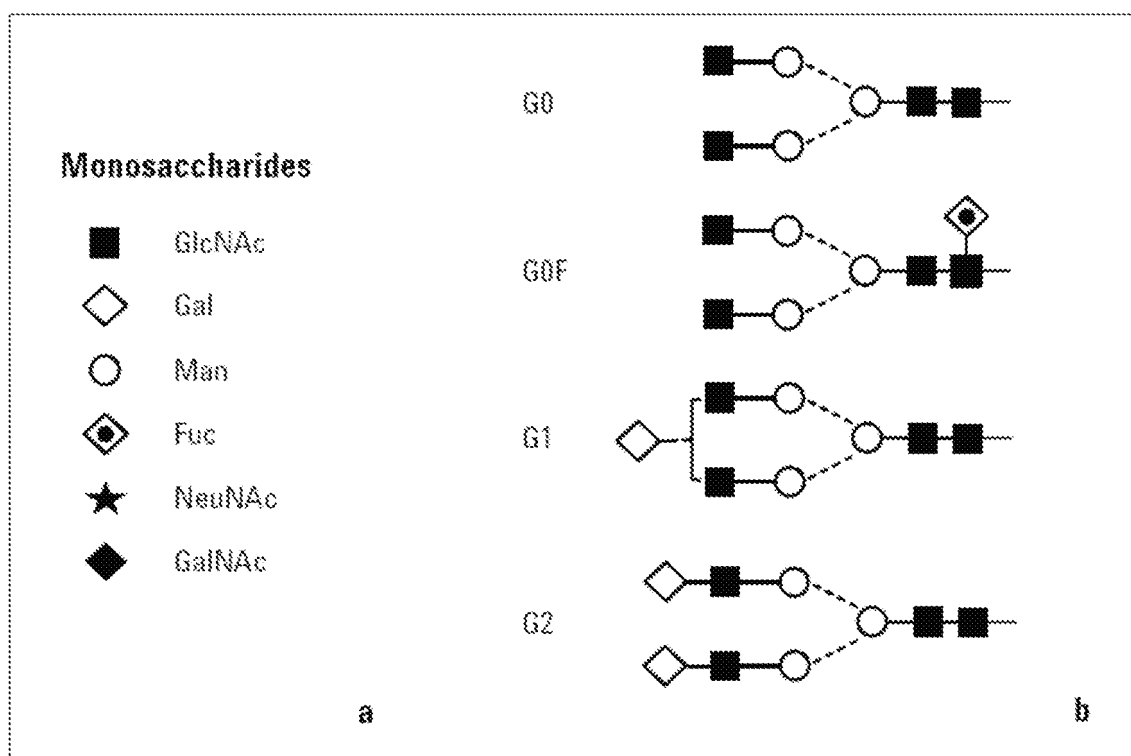 Monosaccharides
GlcNAc
Gal
Man
Fuc
NeuNAc
GalNAc
a
G0
G0F
G1
G2
b